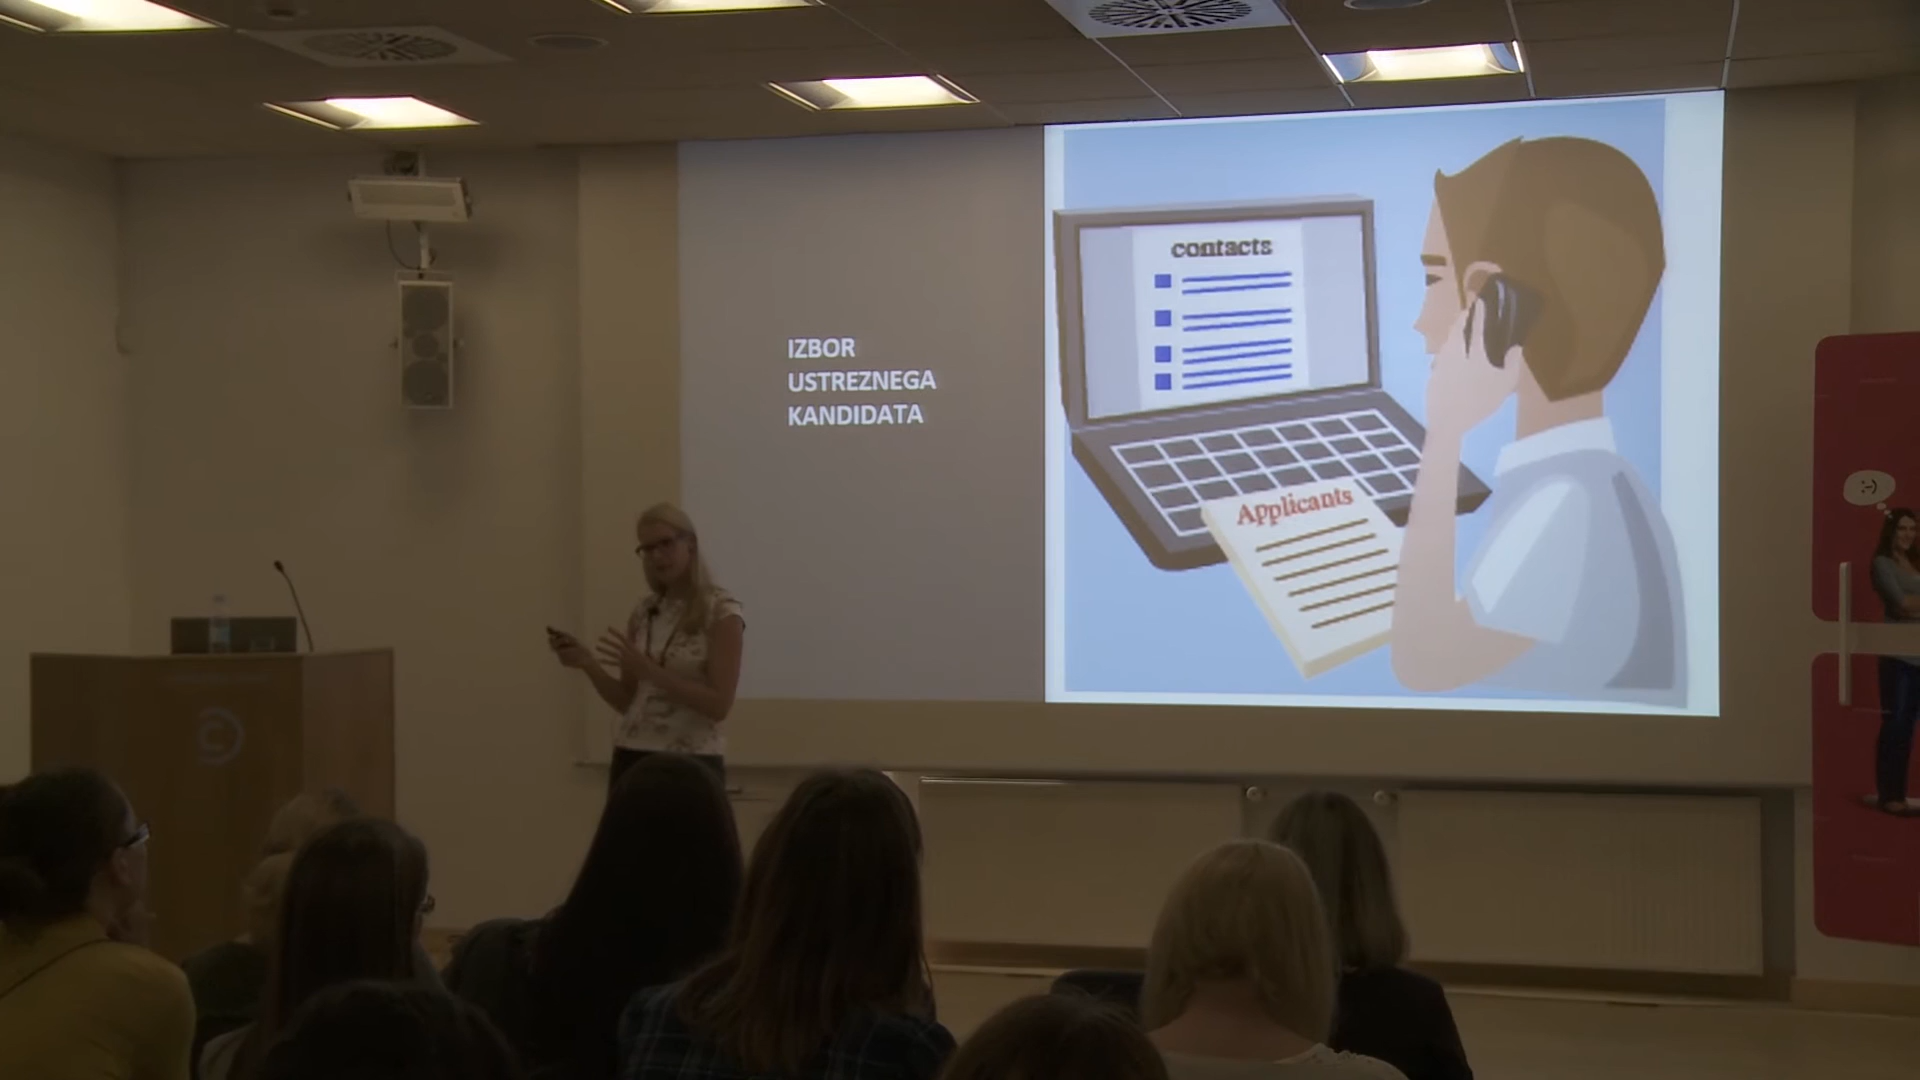 IZBOR
USTREZNEGA
KANDIDATA
contacts
Applicants
:-)